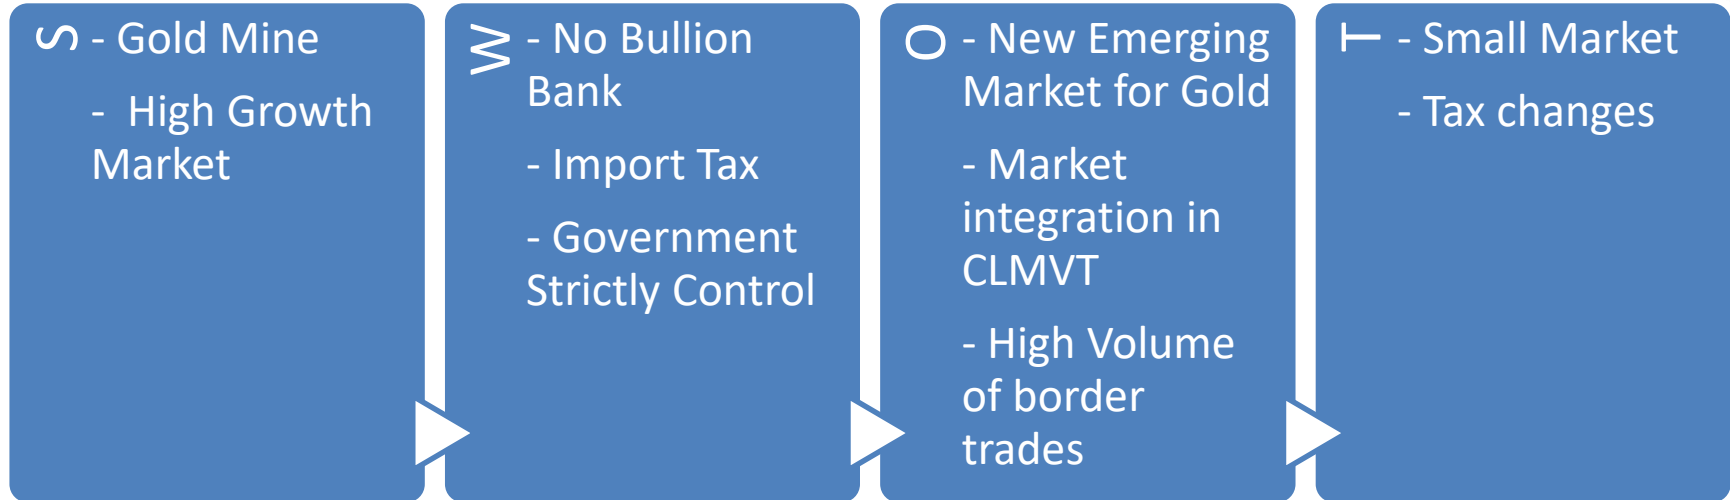 S
- Gold Mine
- High Growth
Market
W
- No Bullion
Bank
- Import Tax
- Government
Strictly Control
O
- New Emerging
Market for Gold
- Market
integration in
CLMVT
- High Volume
of border
trades
T
- Small Market
- Tax changes